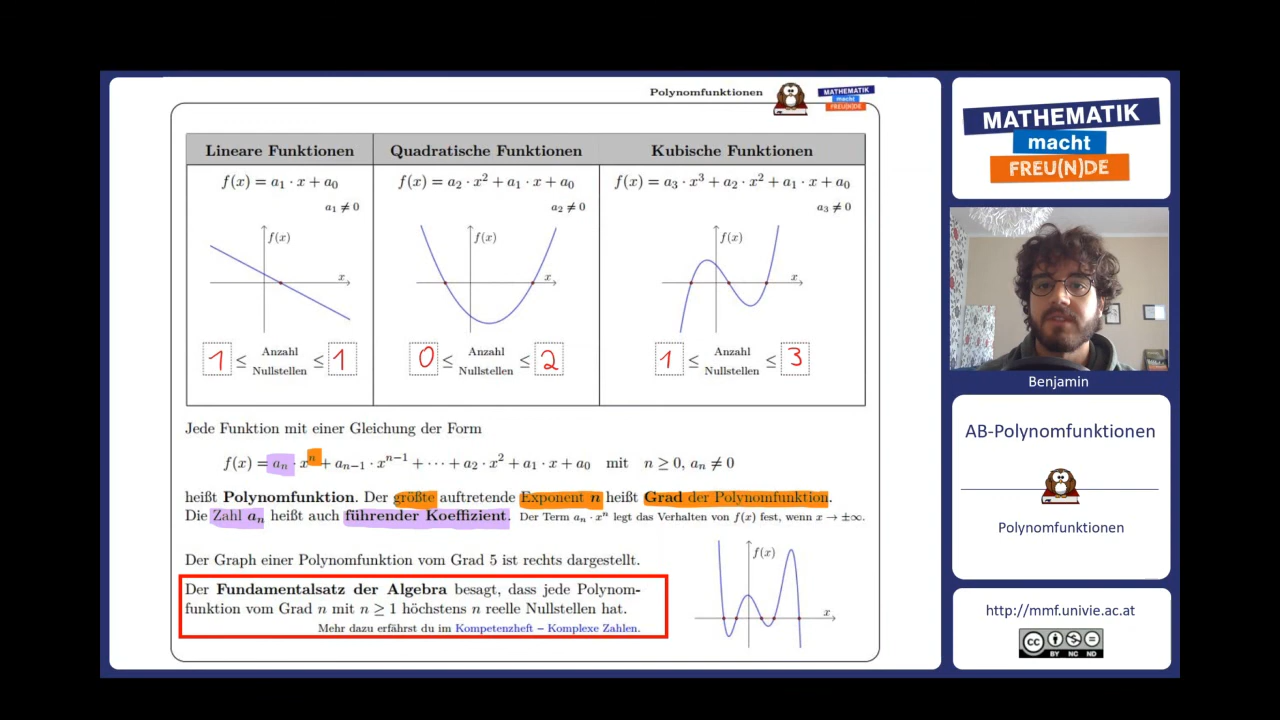 Polynomfunktionen
MATHEMATIK
macht
FREU(N)DE
Lineare Funktionen
Quadratische Funktionen
Kubische Funktionen
f(x) = a₁ · x + a₀
a₁ ≠ 0
f(x) = a₂ · x² + a₁ · x + a₀
a₂ ≠ 0
f(x) = a₃ · x³ + a₂ · x² + a₁ · x + a₀
a₃ ≠ 0
f(x)
x
f(x)
x
f(x)
x
1 ≤ Anzahl Nullstellen ≤ 1
0 ≤ Anzahl Nullstellen ≤ 2
1 ≤ Anzahl Nullstellen ≤ 3
Jede Funktion mit einer Gleichung der Form
f(x) = aₙ · xⁿ + aₙ₋₁ · xⁿ⁻¹ + ··· + a₂ · x² + a₁ · x + a₀ mit n ≥ 0, aₙ ≠ 0
heißt Polynomfunktion. Der größte auftretende Exponent n heißt Grad der Polynomfunktion.
Die Zahl aₙ heißt auch führender Koeffizient. Der Term aₙ · xⁿ legt das Verhalten von f(x) fest, wenn x → ±∞.
Der Graph einer Polynomfunktion vom Grad 5 ist rechts dargestellt.
Der Fundamentalsatz der Algebra besagt, dass jede Polynom-
funktion vom Grad n mit n ≥ 1 höchstens n reelle Nullstellen hat.
Mehr dazu erfährst du im Kompetenzheft – Komplexe Zahlen.
f(x)
x
MATHEMATIK
macht
FREU(N)DE
Benjamin
AB-Polynomfunktionen
Polynomfunktionen
http://mmf.univie.ac.at
cc
BY NC ND